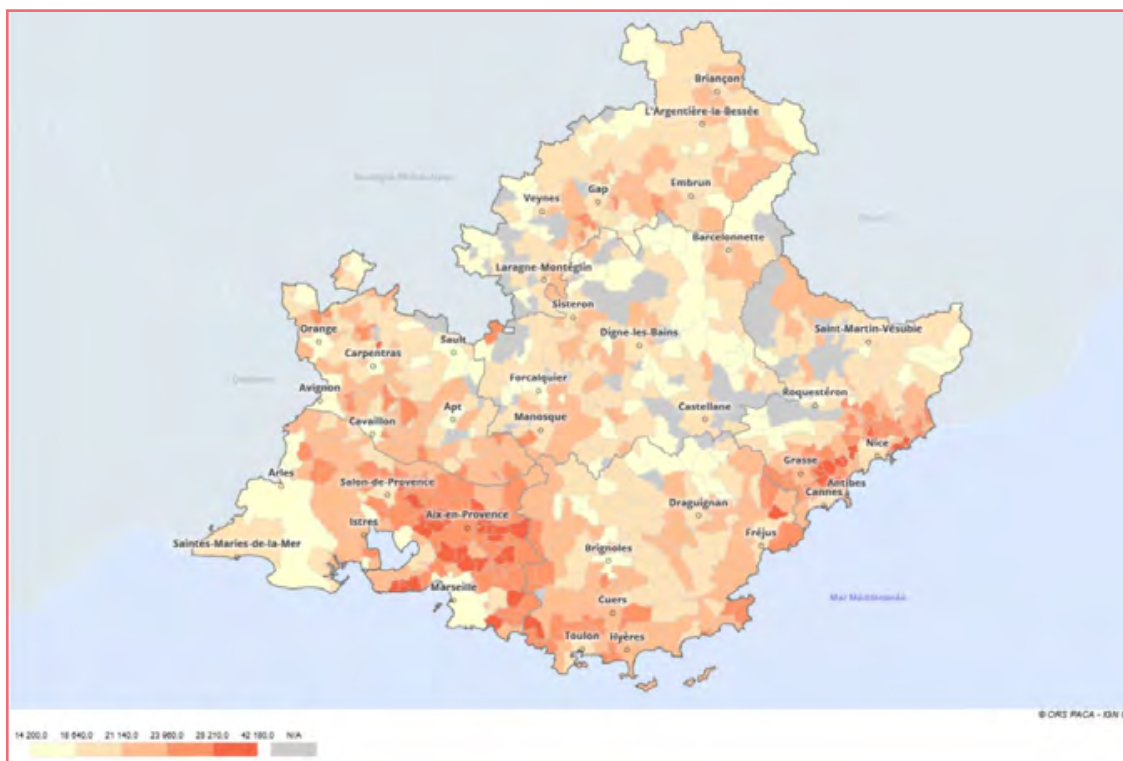 Briançon
L'Argentière-la-Bessée
Embrun
Gap
Veynes
Barcelonnette
Laragne-Montéglin
Sisteron
Saint-Martin-Vésubie
Digne-les-Bains
Orange
Sault
Carpentras
Forcalquier
Avignon
Roquestéron
Apt
Castellane
Manosque
Cavaillon
Nice
Grasse
Arles
Salon-de-Provence
Antibes
Cannes
Draguignan
Istres
Aix-en-Provence
Fréjus
Saintes-Maries-de-la-Mer
Brignoles
Marseille
Mer Méditerranée
Cuers
Toulon
Hyères
© ORS PACA - IGN
14 200,0 18 640,0 21 140,0 23 960,0 28 210,0 42 180,0 N/A